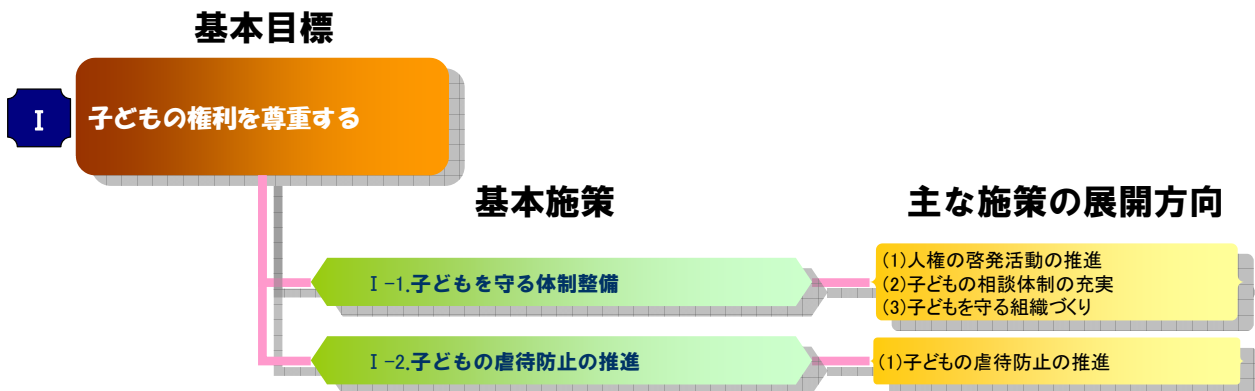 基本目標
Ⅰ
子どもの権利を尊重する
基本施策
主な施策の展開方向
Ⅰ-1.子どもを守る体制整備
(1)人権の啓発活動の推進
(2)子どもの相談体制の充実
(3)子どもを守る組織づくり
Ⅰ-2.子どもの虐待防止の推進
(1)子どもの虐待防止の推進